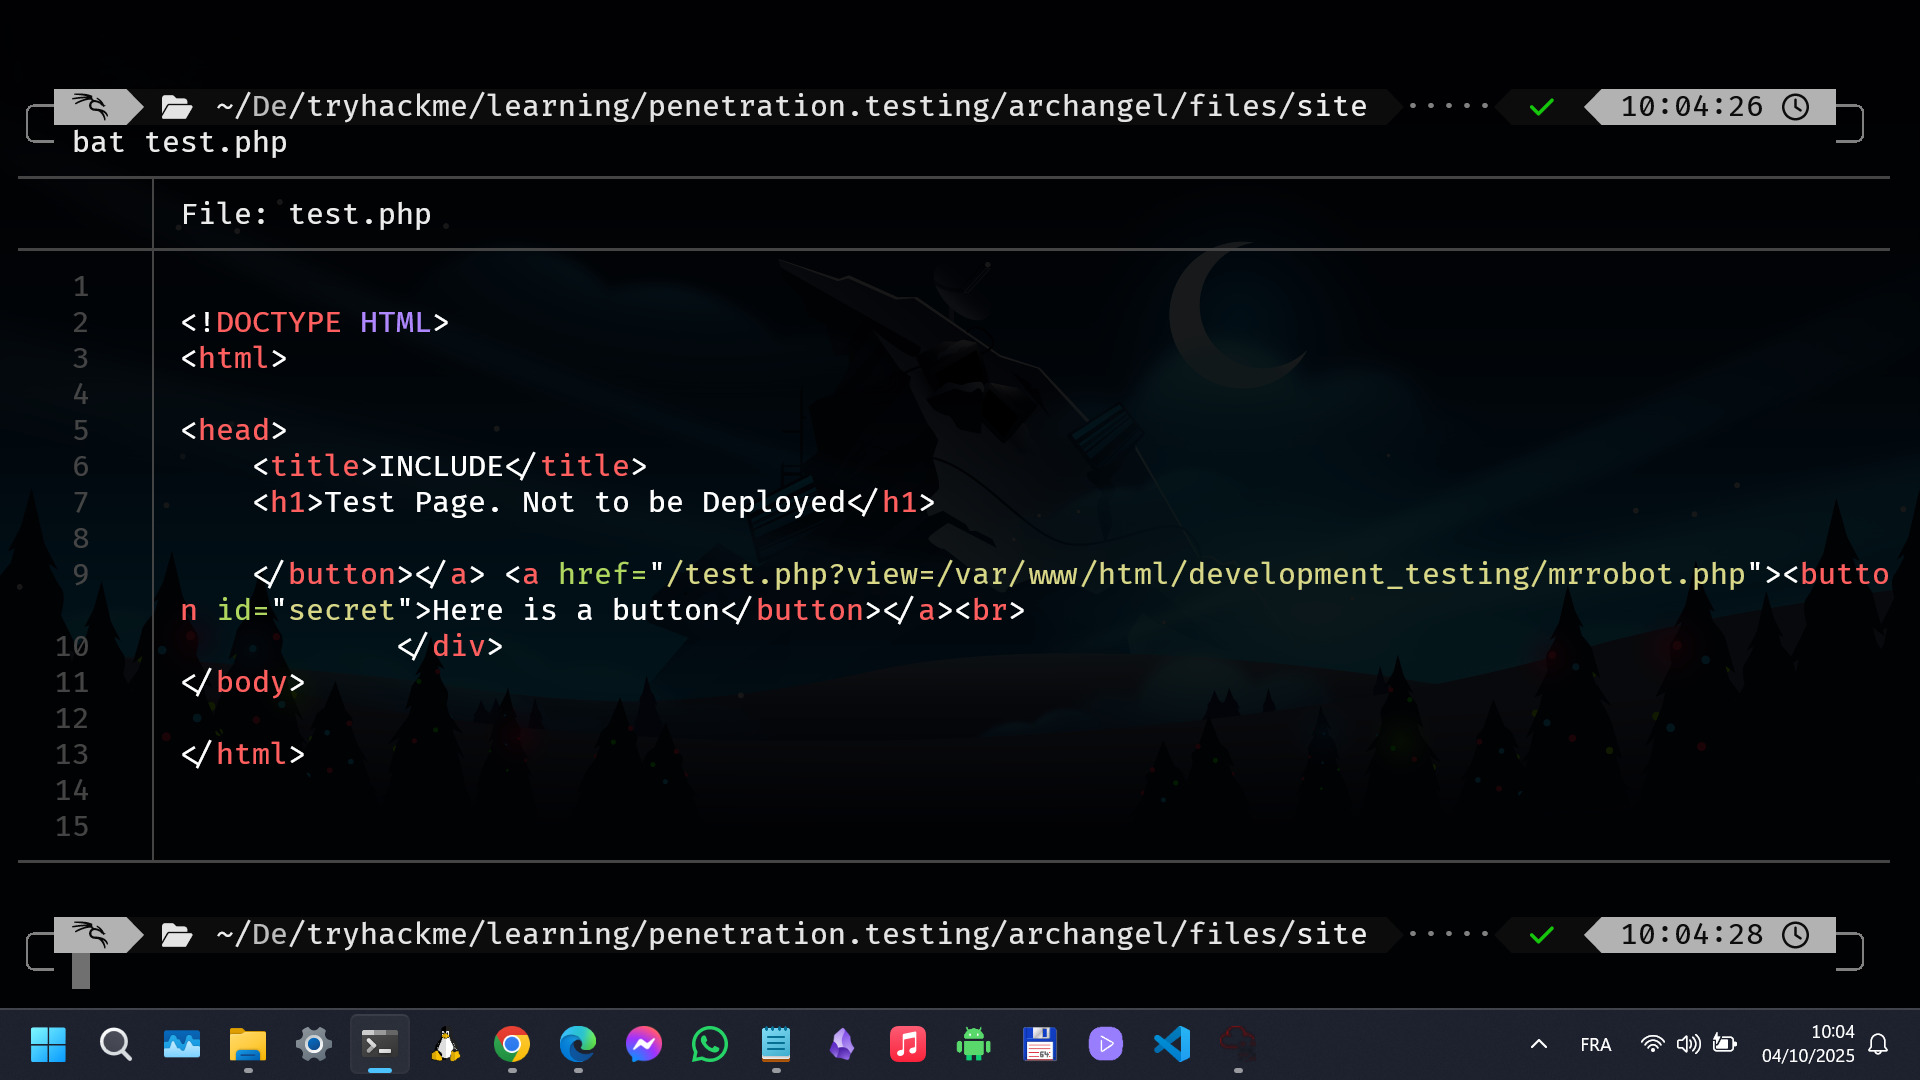 ~/De/tryhackme/learning/penetration.testing/archangel/files/site ····· ✓ 10:04:26
bat test.php
File: test.php
1
2 <!DOCTYPE HTML>
3 <html>
4
5 <head>
6 <title>INCLUDE</title>
7 <h1>Test Page. Not to be Deployed</h1>
8
9 </button></a> <a href="/test.php?view=/var/www/html/development_testing/mrrobot.php"><butto
n id="secret">Here is a button</button></a><br>
10 </div>
11 </body>
12
13 </html>
14
15
~/De/tryhackme/learning/penetration.testing/archangel/files/site ····· ✓ 10:04:28
64
FRA
10:04
04/10/2025